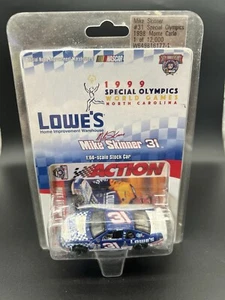 Mike Skinner
#31 Special Olympics
1998 Monte Carlo
1 of 12,600
NASCAR
1999
SPECIAL OLYMPICS
WORLD GAMES
NORTH CAROLINA
LOWE'S
Home Improvement Warehouse
Mike Skinner 31
1:64-scale Stock Car
ACTION
31
Lowe's